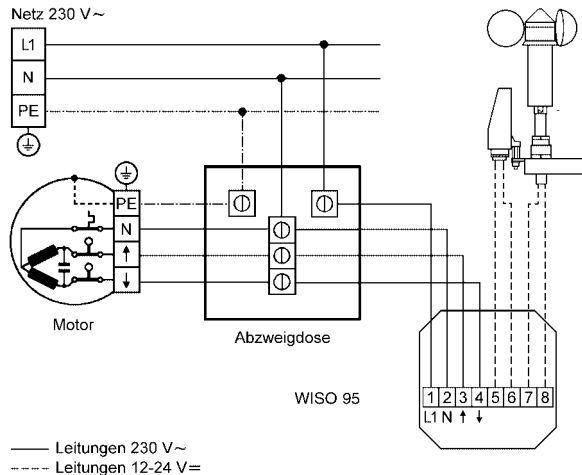 Netz 230 V~
L1
N
PE
PE
N
↑
↓
Motor
Abzweigdose
WISO 95
1 2 3 4 5 6 7 8
L1 N ↑ ↓
Leitungen 230 V~
Leitungen 12-24 V=